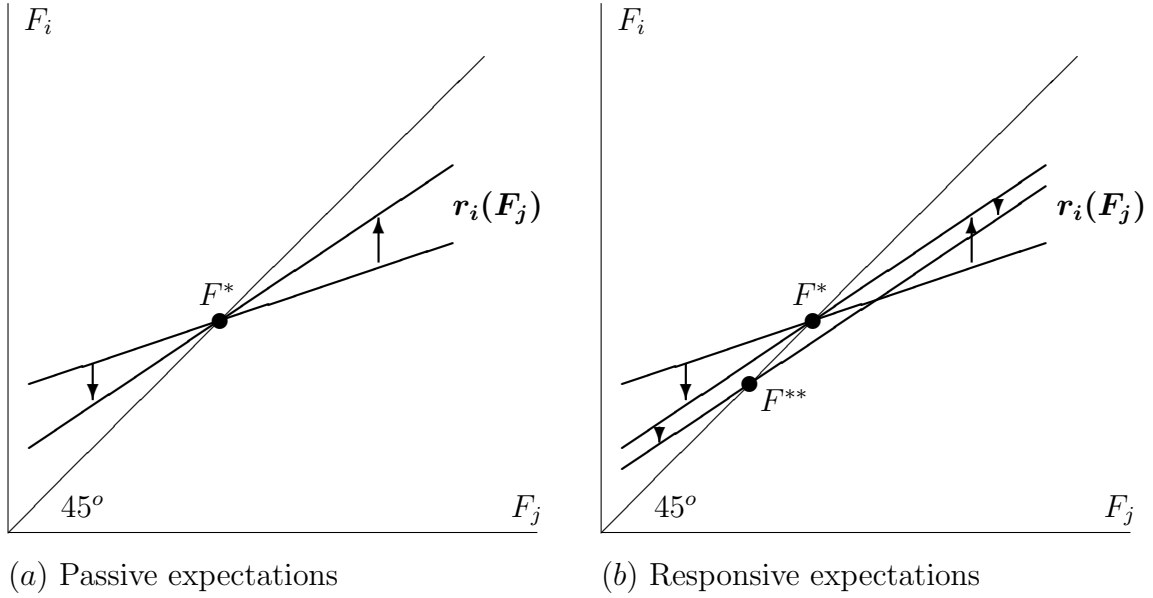 F_i
r_i(F_j)
F^*
45^o
F_j
(a) Passive expectations
F_i
r_i(F_j)
F^*
F^{**}
45^o
F_j
(b) Responsive expectations